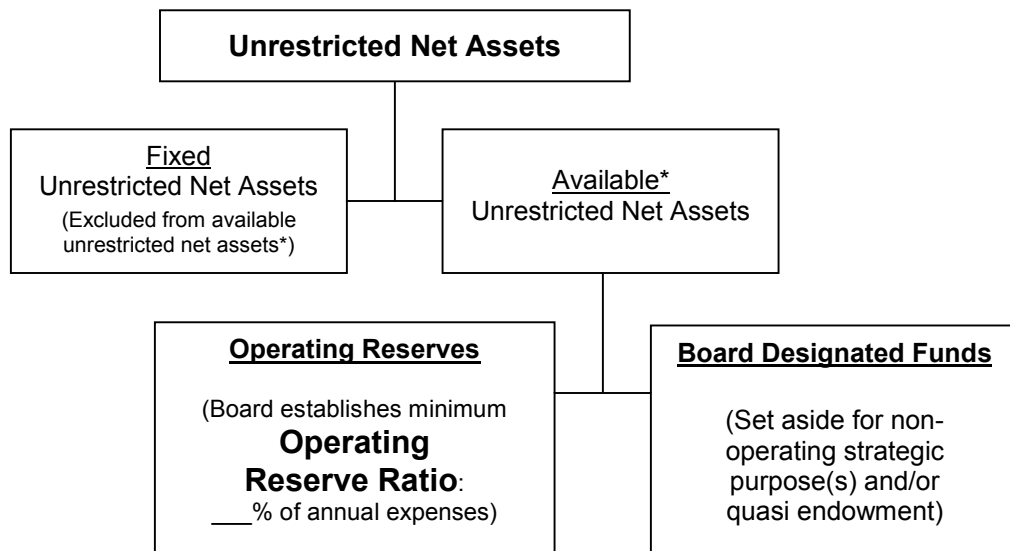 Unrestricted Net Assets
Fixed
Unrestricted Net Assets
(Excluded from available
unrestricted net assets*)
Available*
Unrestricted Net Assets
Operating Reserves
(Board establishes minimum
Operating
Reserve Ratio:
___% of annual expenses)
Board Designated Funds
(Set aside for non-
operating strategic
purpose(s) and/or
quasi endowment)